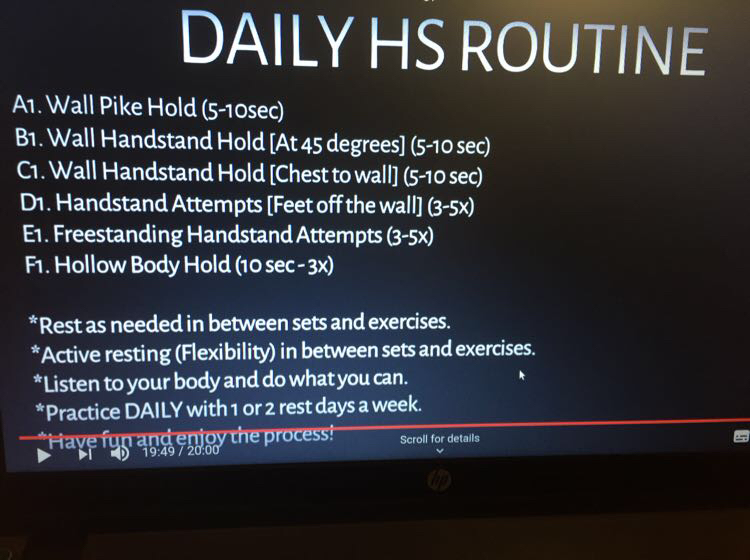 DAILY HS ROUTINE
A1. Wall Pike Hold (5-10sec)
B1. Wall Handstand Hold [At 45 degrees] (5-10 sec)
C1. Wall Handstand Hold [Chest to wall] (5-10 sec)
D1. Handstand Attempts [Feet off the wall] (3-5x)
E1. Freestanding Handstand Attempts (3-5x)
F1. Hollow Body Hold (10 sec - 3x)
*Rest as needed in between sets and exercises.
*Active resting (Flexibility) in between sets and exercises.
*Listen to your body and do what you can.
*Practice DAILY with 1 or 2 rest days a week.
*Have fun and enjoy the process!
19:49 / 20:00
Scroll for details
hp